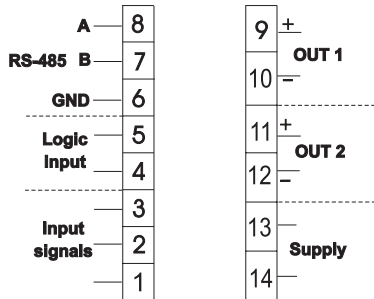 A 8
RS-485 B 7
GND 6
Logic 5
Input 4
Input 3
signals 2
1
9 +
OUT 1
10 -
11 +
OUT 2
12 -
13
Supply
14